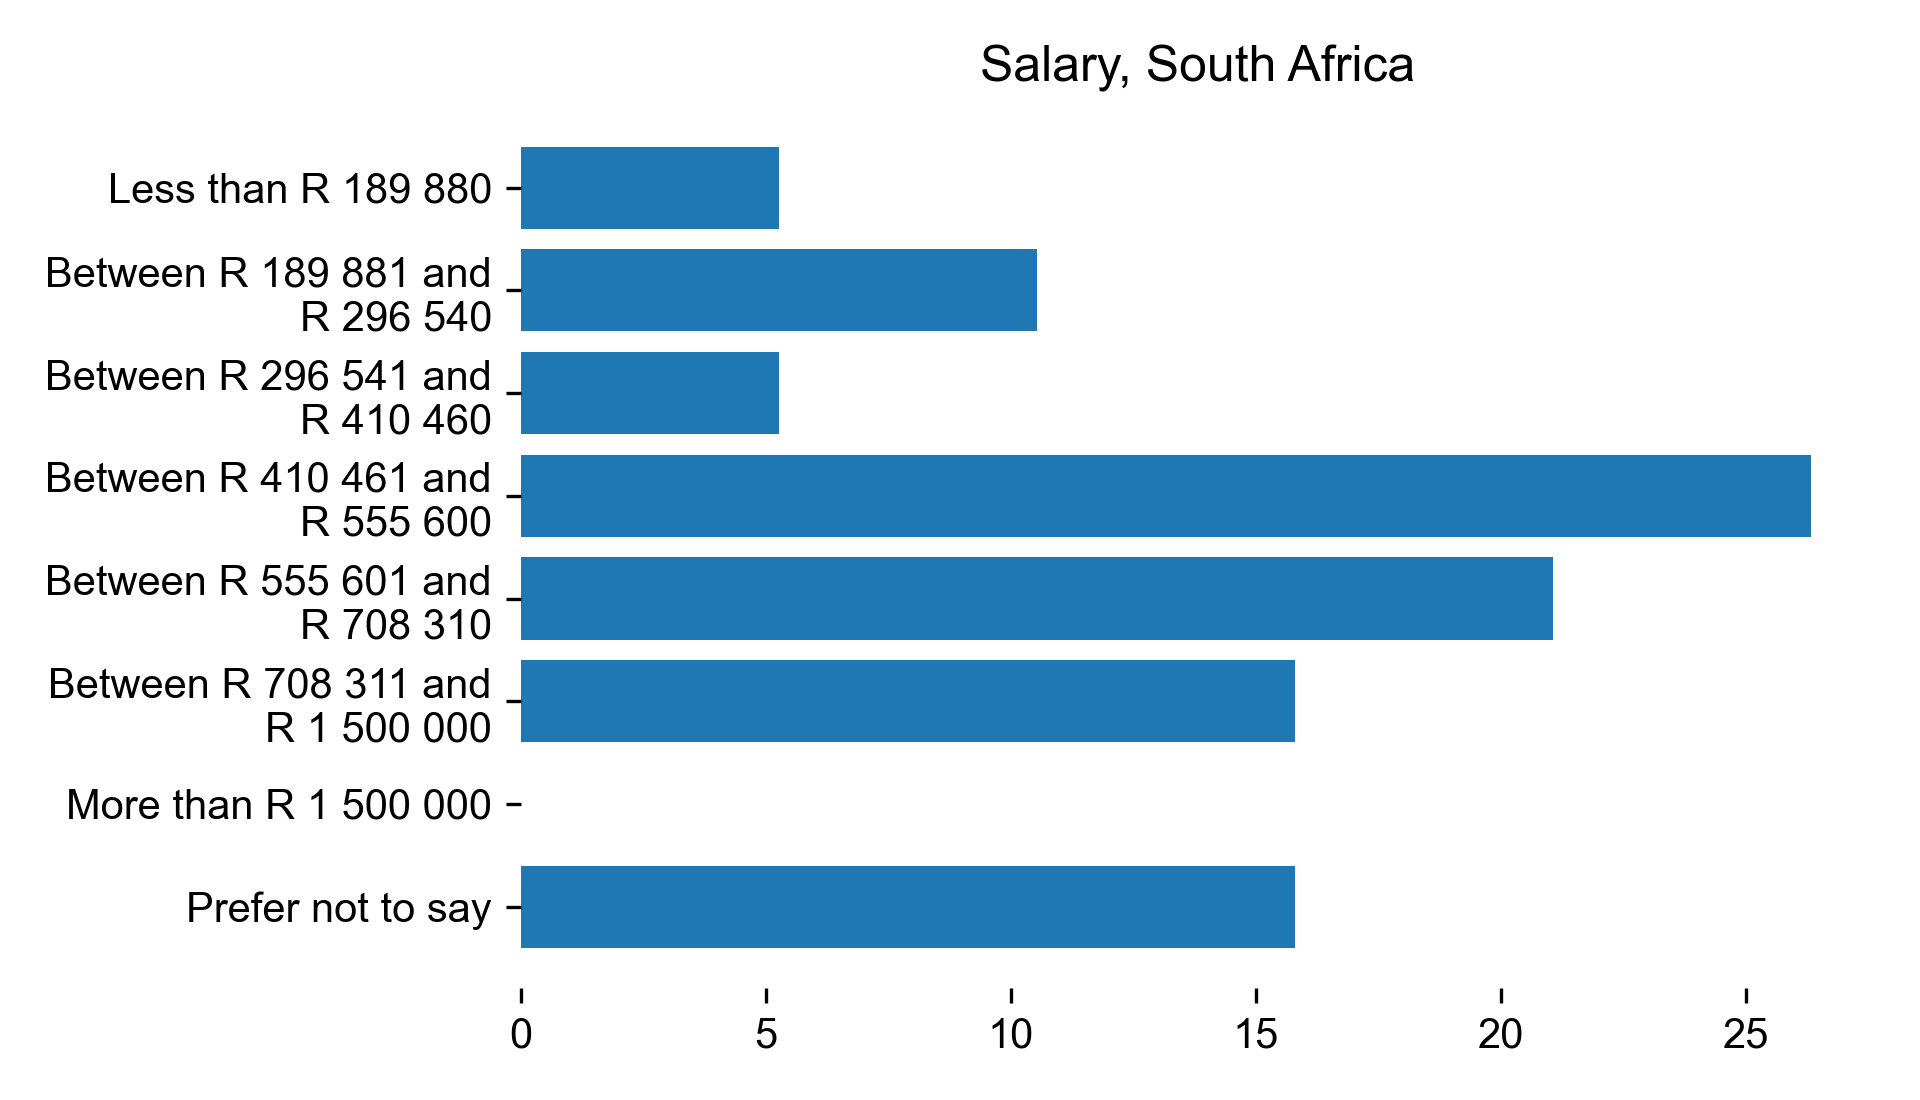 Salary, South Africa
Less than R 189 880
Between R 189 881 and
R 296 540
Between R 296 541 and
R 410 460
Between R 410 461 and
R 555 600
Between R 555 601 and
R 708 310
Between R 708 311 and
R 1 500 000
More than R 1 500 000
Prefer not to say
0 5 10 15 20 25